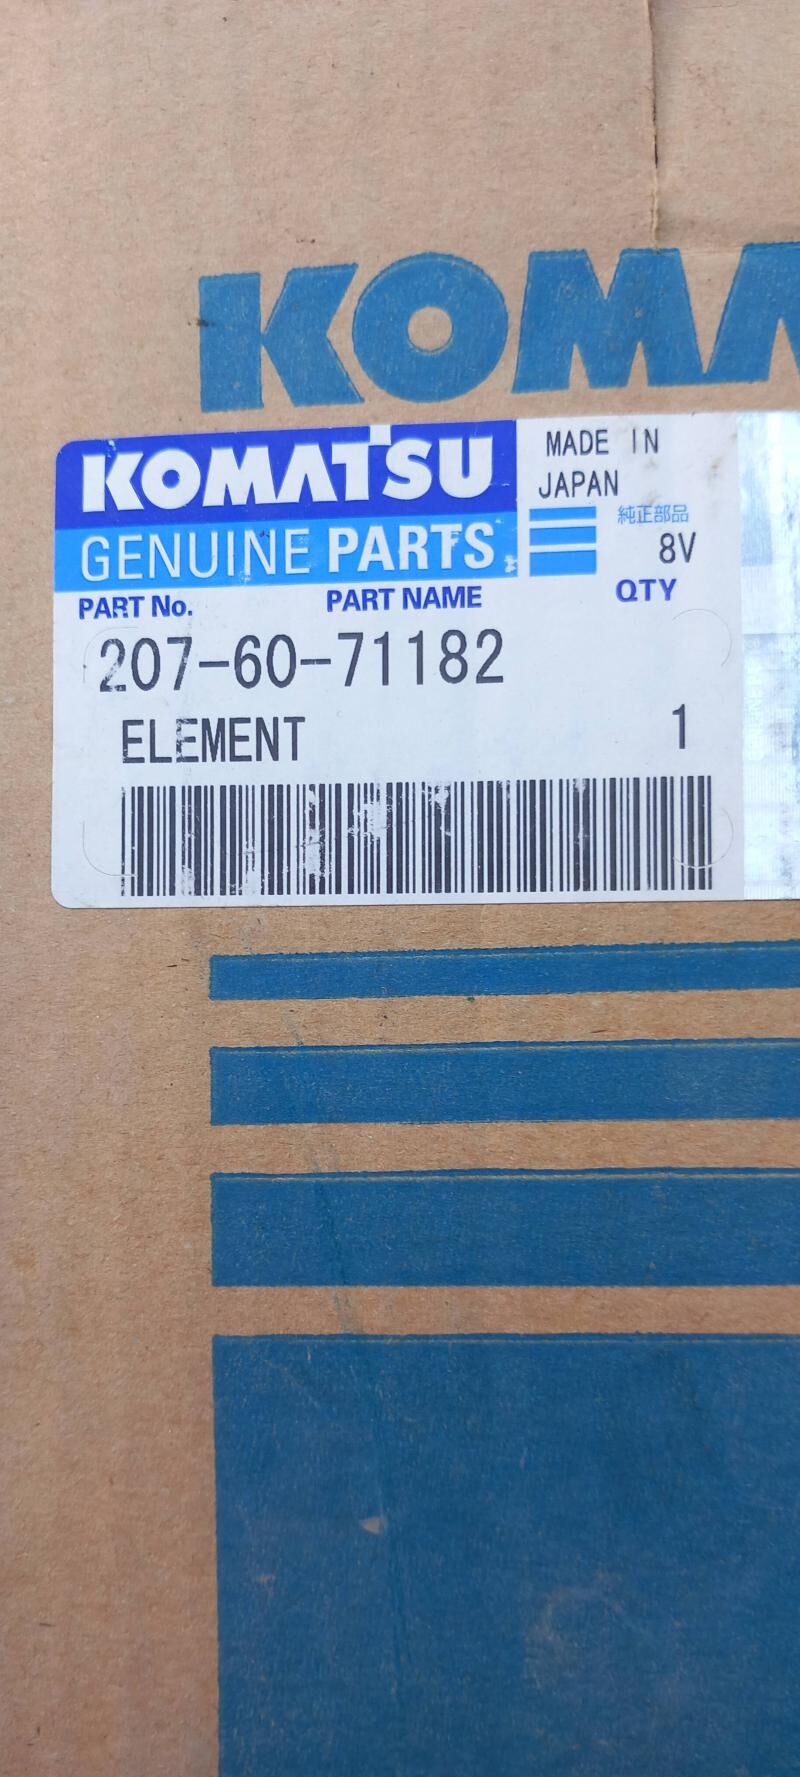 KOMA
KOMATSU
MADE IN
JAPAN
GENUINE PARTS
純正部品
8V
PART No. PART NAME QTY
207-60-71182
ELEMENT 1